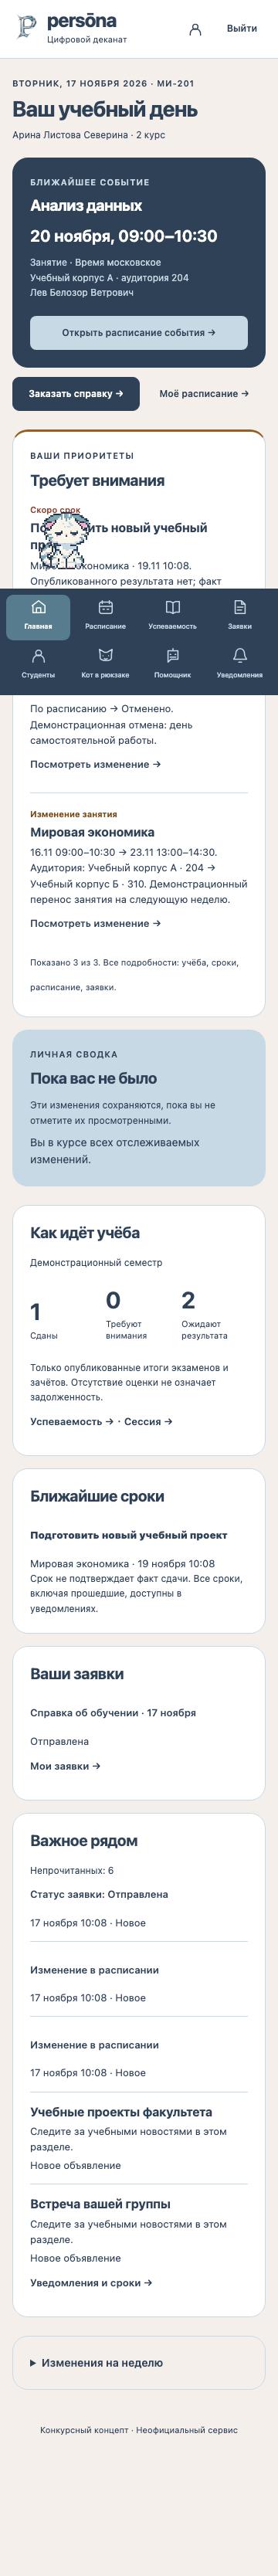 persōna
Цифровой деканат
Выйти
ВТОРНИК, 17 НОЯБРЯ 2026 · МИ-201
Ваш учебный день
Арина Листова Северина · 2 курс
БЛИЖАЙШЕЕ СОБЫТИЕ
Анализ данных
20 ноября, 09:00–10:30
Занятие · Время московское
Учебный корпус А · аудитория 204
Лев Белозор Ветрович
Открыть расписание события →
Заказать справку →
Моё расписание →
ВАШИ ПРИОРИТЕТЫ
Требует внимания
Скоро срок
новый учебный
экономика · 19.11 10:08.
Опубликованного результата нет; факт
Главная
Расписание
Успеваемость
Заявки
Студенты
Кот в рюкзаке
Помощник
Уведомления
По расписанию → Отменено.
Демонстрационная отмена: день
самостоятельной работы.
Посмотреть изменение →
Изменение занятия
Мировая экономика
16.11 09:00–10:30 → 23.11 13:00–14:30.
Аудитория: Учебный корпус А · 204 →
Учебный корпус Б · 310. Демонстрационный
перенос занятия на следующую неделю.
Посмотреть изменение →
Показано 3 из 3. Все подробности: учёба, сроки,
расписание, заявки.
ЛИЧНАЯ СВОДКА
Пока вас не было
Эти изменения сохраняются, пока вы не
отметите их просмотренными.
Вы в курсе всех отслеживаемых
изменений.
Как идёт учёба
Демонстрационный семестр
1
Сданы
0
Требуют
внимания
2
Ожидают
результата
Только опубликованные итоги экзаменов и
зачётов. Отсутствие оценки не означает
задолженность.
Успеваемость → · Сессия →
Ближайшие сроки
Подготовить новый учебный проект
Мировая экономика · 19 ноября 10:08
Срок не подтверждает факт сдачи. Все сроки,
включая прошедшие, доступны в
уведомлениях.
Ваши заявки
Справка об обучении · 17 ноября
Отправлена
Мои заявки →
Важное рядом
Непрочитанных: 6
Статус заявки: Отправлена
17 ноября 10:08 · Новое
Изменение в расписании
17 ноября 10:08 · Новое
Изменение в расписании
17 ноября 10:08 · Новое
Учебные проекты факультета
Следите за учебными новостями в этом
разделе.
Новое объявление
Встреча вашей группы
Следите за учебными новостями в этом
разделе.
Новое объявление
Уведомления и сроки →
▶ Изменения на неделю
Конкурсный концепт · Неофициальный сервис